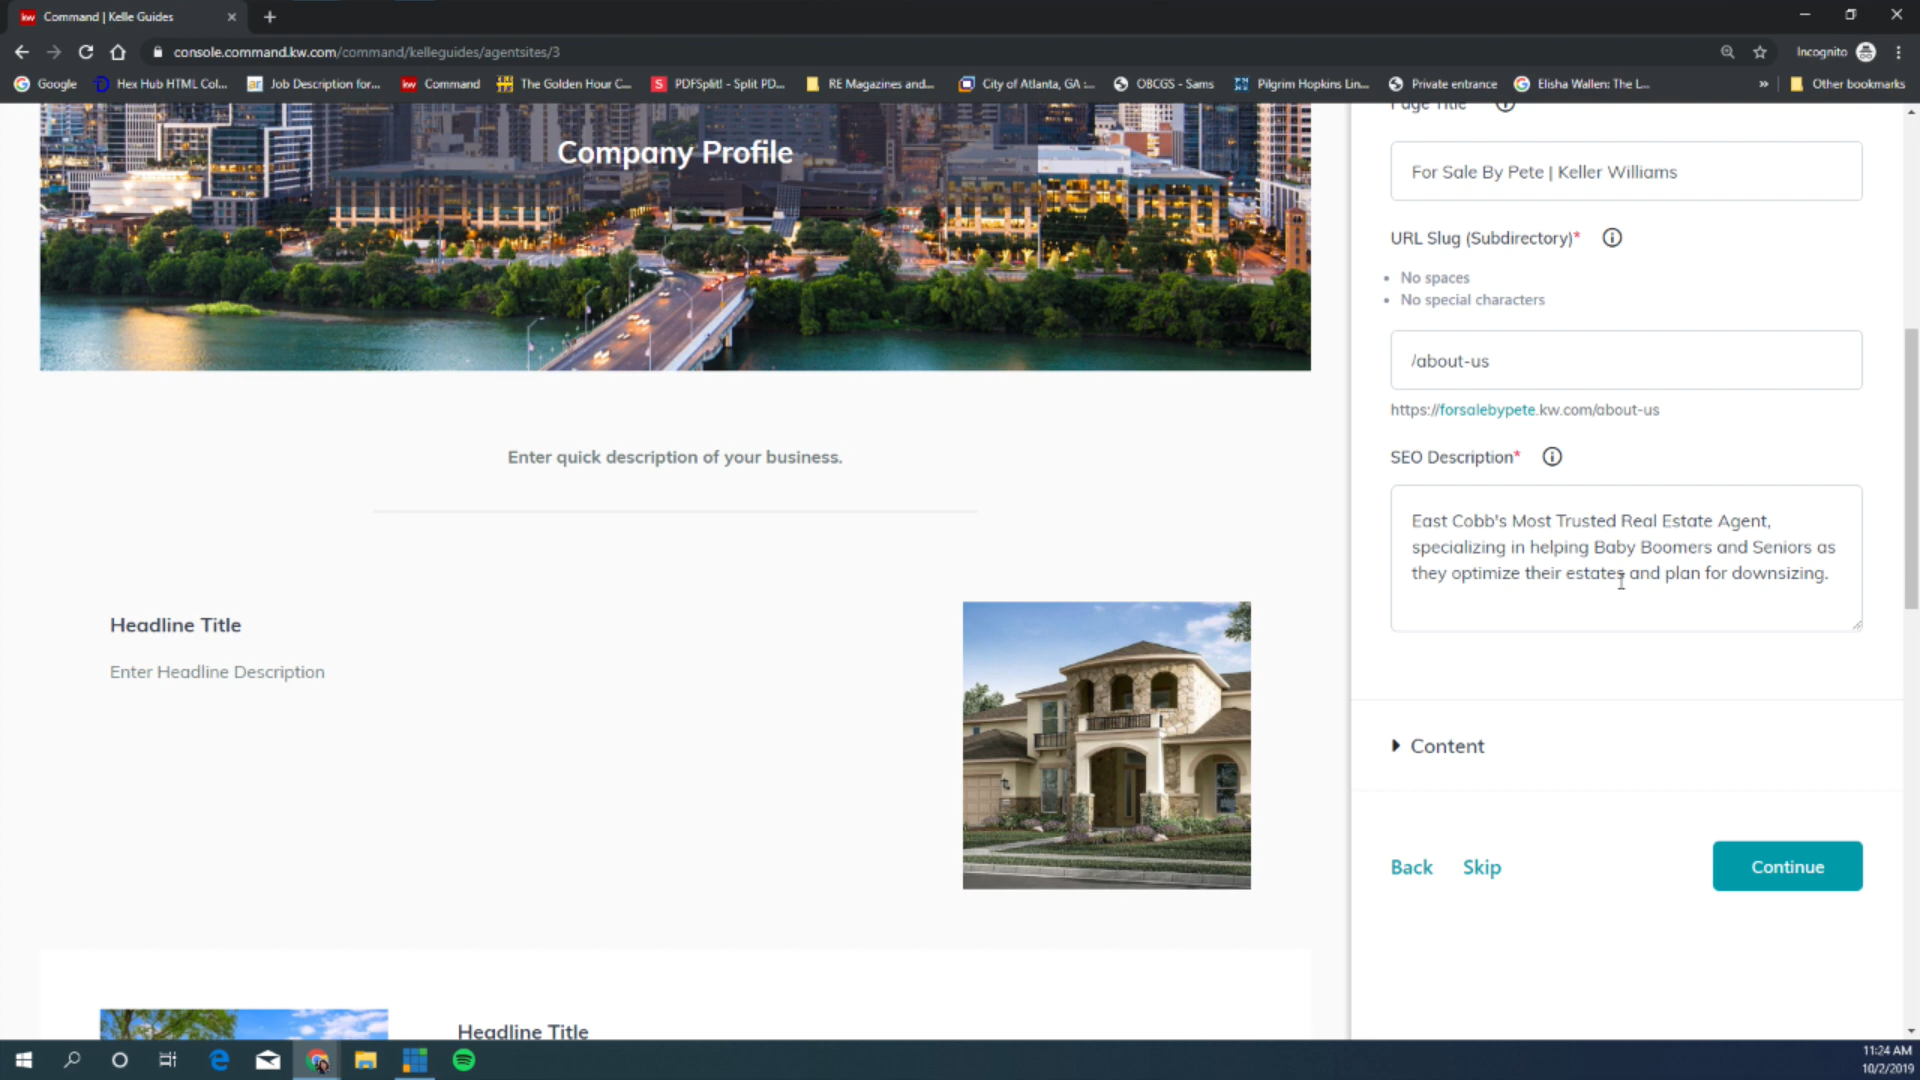 kw Command | Kelle Guides
console.command.kw.com/command/kelleguides/agentsites/3
Incognito
Google
Hex Hub HTML Col...
ar Job Description for...
kw Command
The Golden Hour C...
S PDFSplit! - Split PD...
RE Magazines and...
City of Atlanta, GA :...
OBCGS - Sams
Pilgrim Hopkins Lin...
Private entrance
Elisha Wallen: The L...
»
Other bookmarks
Company Profile
Enter quick description of your business.
Headline Title
Enter Headline Description
Headline Title
Page Title
For Sale By Pete | Keller Williams
URL Slug (Subdirectory)*
• No spaces
• No special characters
/about-us
https://forsalebypete.kw.com/about-us
SEO Description*
East Cobb's Most Trusted Real Estate Agent,
specializing in helping Baby Boomers and Seniors as
they optimize their estates and plan for downsizing.
Content
Back
Skip
Continue
11:24 AM
10/2/2019